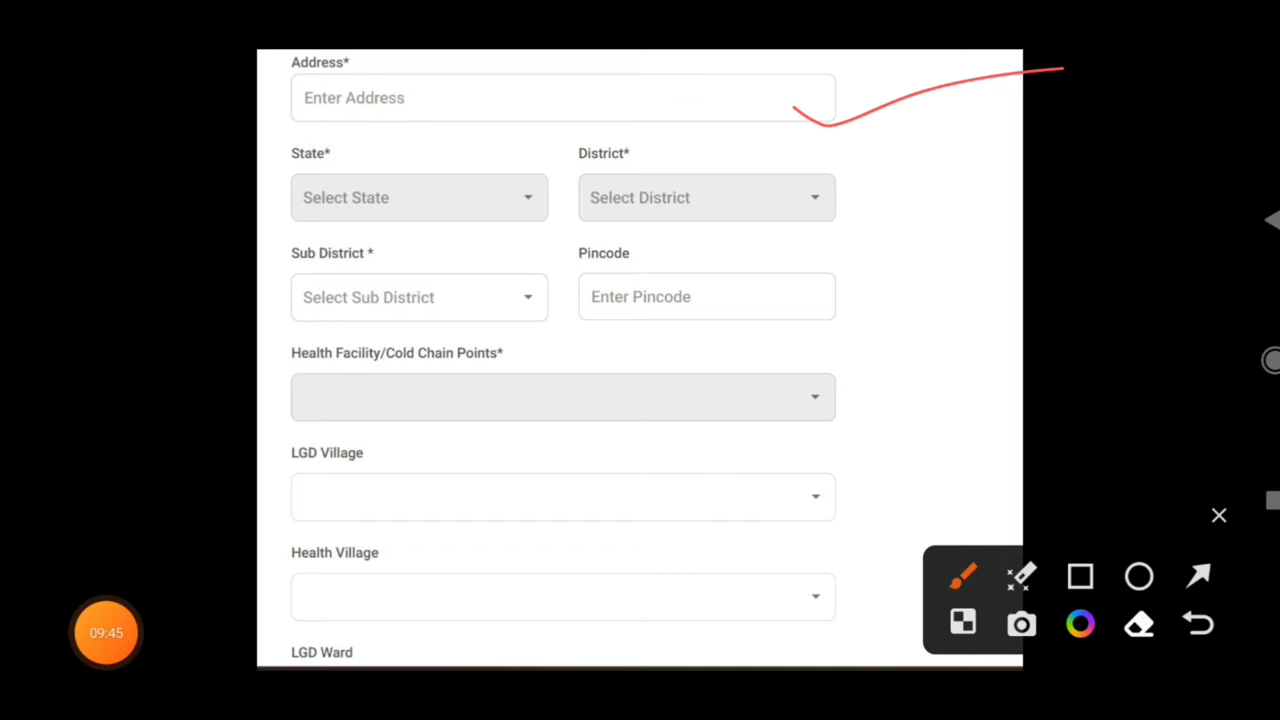 Address*
Enter Address
State*
District*
Select State
Select District
Sub District *
Pincode
Select Sub District
Enter Pincode
Health Facility/Cold Chain Points*
LGD Village
Health Village
09:45
LGD Ward